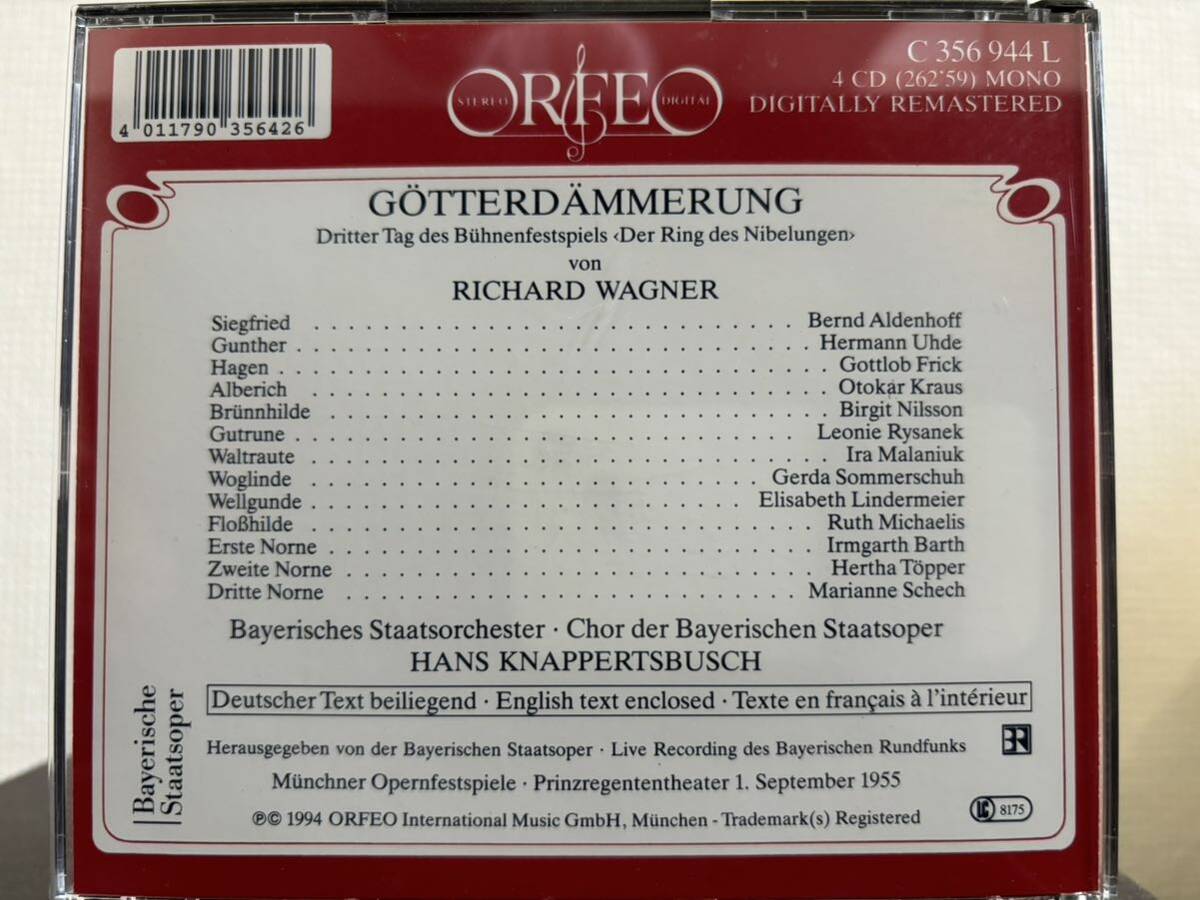 4 011790 356426
STEREO ORFEO DIGITAL
C 356 944 L
4 CD (262'59) MONO
DIGITALLY REMASTERED
GÖTTERDÄMMERUNG
Dritter Tag des Bühnenfestspiels ‹Der Ring des Nibelungen›
von
RICHARD WAGNER
Siegfried . . . . . . . . . . . . . . . . . . . . . . . . . . . . Bernd Aldenhoff
Gunther . . . . . . . . . . . . . . . . . . . . . . . . . . . . Hermann Uhde
Hagen . . . . . . . . . . . . . . . . . . . . . . . . . . . . Gottlob Frick
Alberich . . . . . . . . . . . . . . . . . . . . . . . . . . . . Otokar Kraus
Brünnhilde . . . . . . . . . . . . . . . . . . . . . . . . . . . . Birgit Nilsson
Gutrune . . . . . . . . . . . . . . . . . . . . . . . . . . . . Leonie Rysanek
Waltraute . . . . . . . . . . . . . . . . . . . . . . . . . . . . Ira Malaniuk
Woglinde . . . . . . . . . . . . . . . . . . . . . . . . . . . . Gerda Sommerschuh
Wellgunde . . . . . . . . . . . . . . . . . . . . . . . . . . . . Elisabeth Lindermeier
Floßhilde . . . . . . . . . . . . . . . . . . . . . . . . . . . . Ruth Michaelis
Erste Norne . . . . . . . . . . . . . . . . . . . . . . . . . . . . Irmgarth Barth
Zweite Norne . . . . . . . . . . . . . . . . . . . . . . . . . . . . Hertha Töpper
Dritte Norne . . . . . . . . . . . . . . . . . . . . . . . . . . . . Marianne Schech
Bayerisches Staatsorchester · Chor der Bayerischen Staatsoper
HANS KNAPPERTSBUSCH
Deutscher Text beiliegend · English text enclosed · Texte en français à l'intérieur
Bayerische
Staatsoper
Herausgegeben von der Bayerischen Staatsoper · Live Recording des Bayerischen Rundfunks
BR
Münchner Opernfestspiele · Prinzregententheater 1. September 1955
℗© 1994 ORFEO International Music GmbH, München - Trademark(s) Registered
LC 8175